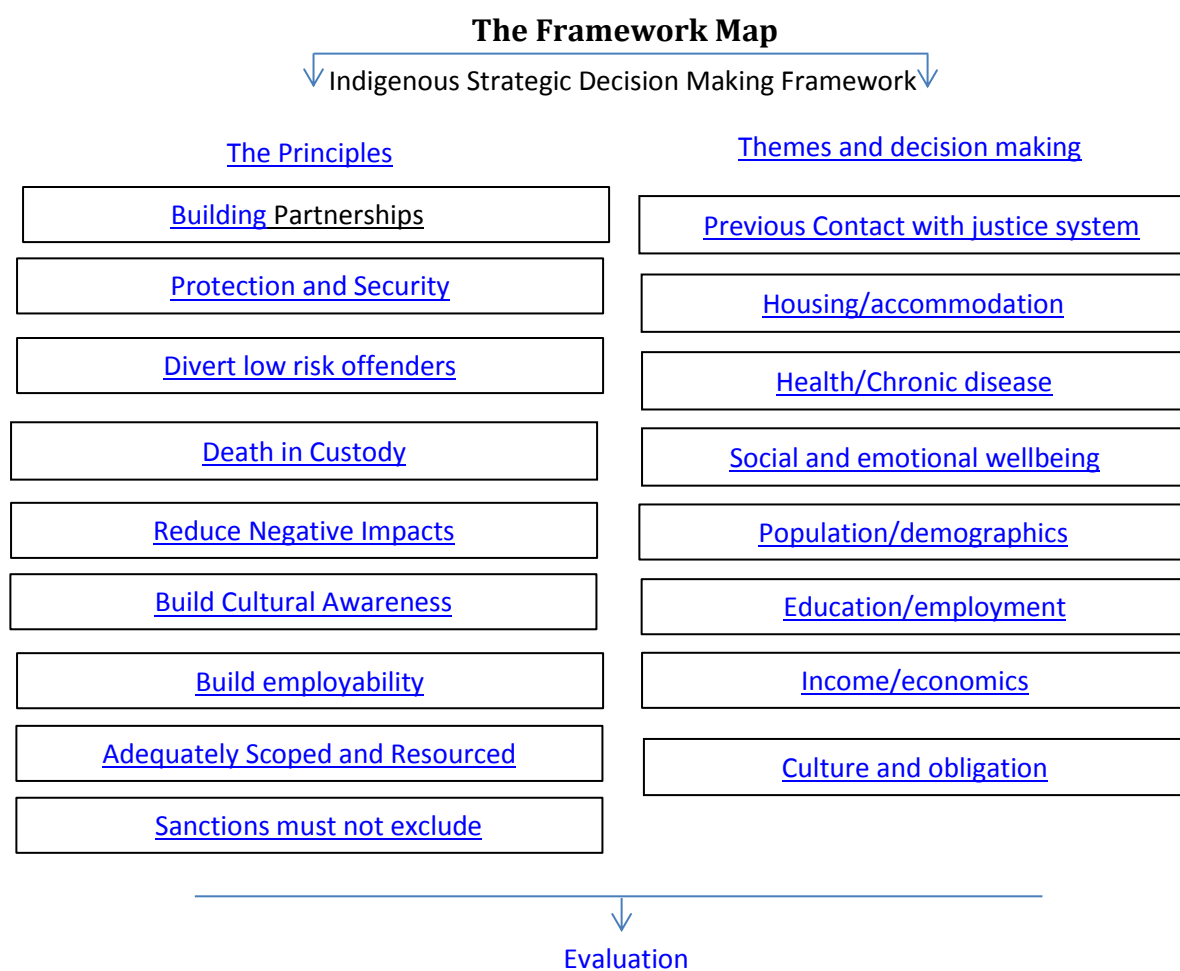 The Framework Map
Indigenous Strategic Decision Making Framework
The Principles
Building Partnerships
Protection and Security
Divert low risk offenders
Death in Custody
Reduce Negative Impacts
Build Cultural Awareness
Build employability
Adequately Scoped and Resourced
Sanctions must not exclude
Themes and decision making
Previous Contact with justice system
Housing/accommodation
Health/Chronic disease
Social and emotional wellbeing
Population/demographics
Education/employment
Income/economics
Culture and obligation
Evaluation